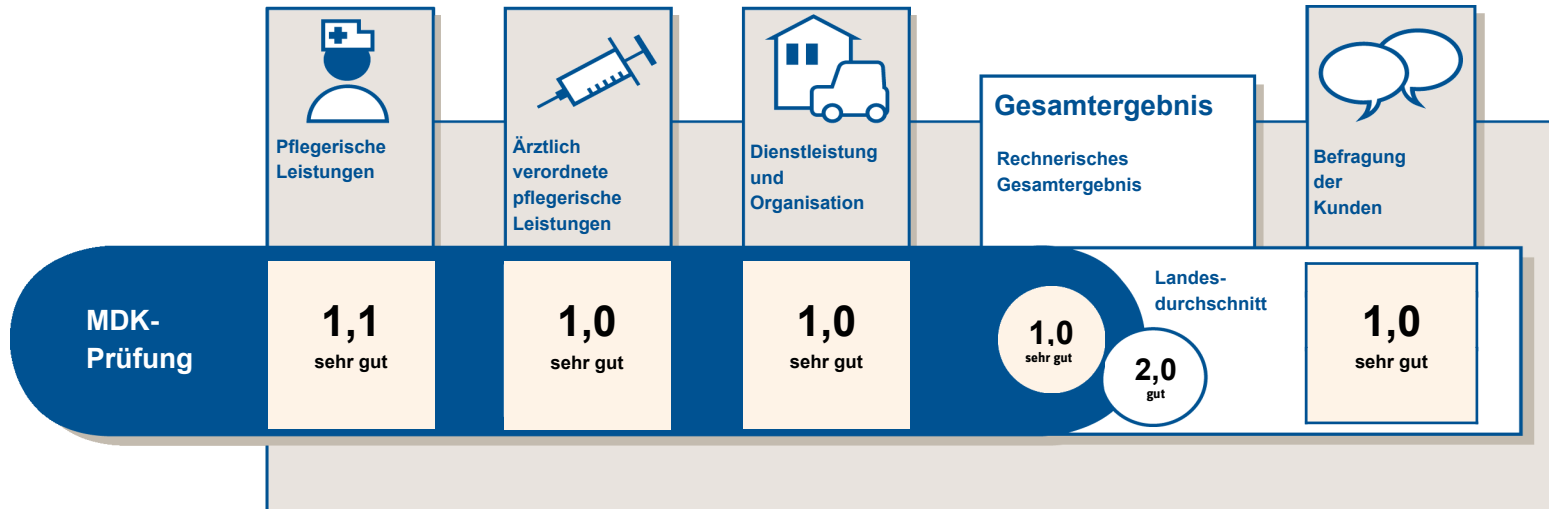 Pflegerische
Leistungen
Ärztlich
verordnete
pflegerische
Leistungen
Dienstleistung
und
Organisation
Gesamtergebnis
Rechnerisches
Gesamtergebnis
Befragung
der
Kunden
MDK-
Prüfung
1,1
sehr gut
1,0
sehr gut
1,0
sehr gut
1,0
sehr gut
Landes-
durchschnitt
2,0
gut
1,0
sehr gut